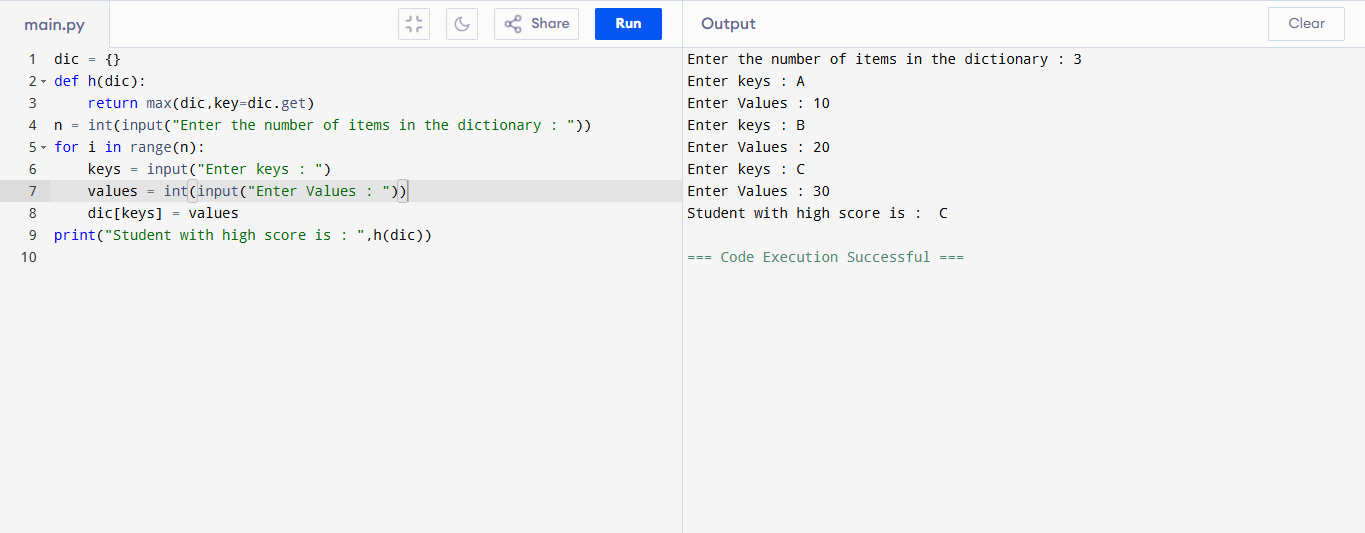 main.py
Share
Run
Output
Clear
1 dic = {}
2 def h(dic):
3     return max(dic,key=dic.get)
4 n = int(input("Enter the number of items in the dictionary : "))
5 for i in range(n):
6     keys = input("Enter keys : ")
7     values = int(input("Enter Values : "))
8     dic[keys] = values
9 print("Student with high score is : ",h(dic))
10
Enter the number of items in the dictionary : 3
Enter keys : A
Enter Values : 10
Enter keys : B
Enter Values : 20
Enter keys : C
Enter Values : 30
Student with high score is :  C
=== Code Execution Successful ===